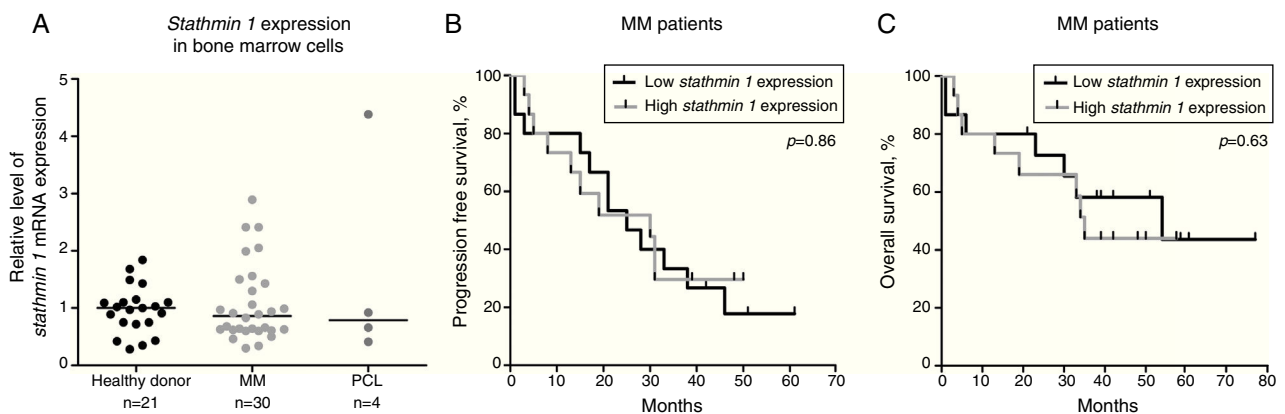 A
Stathmin 1 expression
in bone marrow cells
Relative level of
stathmin 1 mRNA expression
5
4
3
2
1
0
Healthy donor
MM
PCL
n=21
n=30
n=4
B
MM patients
Low stathmin 1 expression
High stathmin 1 expression
p=0.86
Progression free survival, %
100
80
60
40
20
0
0 10 20 30 40 50 60 70
Months
C
MM patients
Low stathmin 1 expression
High stathmin 1 expression
p=0.63
Overall survival, %
100
80
60
40
20
0
0 10 20 30 40 50 60 70 80
Months